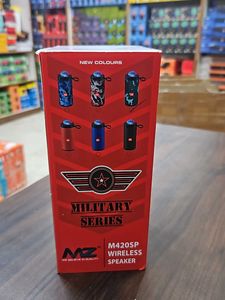 NEW COLOURS
MILITARY
SERIES
MZ
M420SP
WIRELESS
SPEAKER